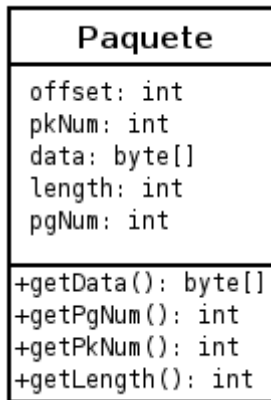 Paquete
offset: int
pkNum: int
data: byte[]
length: int
pgNum: int
+getData(): byte[]
+getPgNum(): int
+getPkNum(): int
+getLength(): int